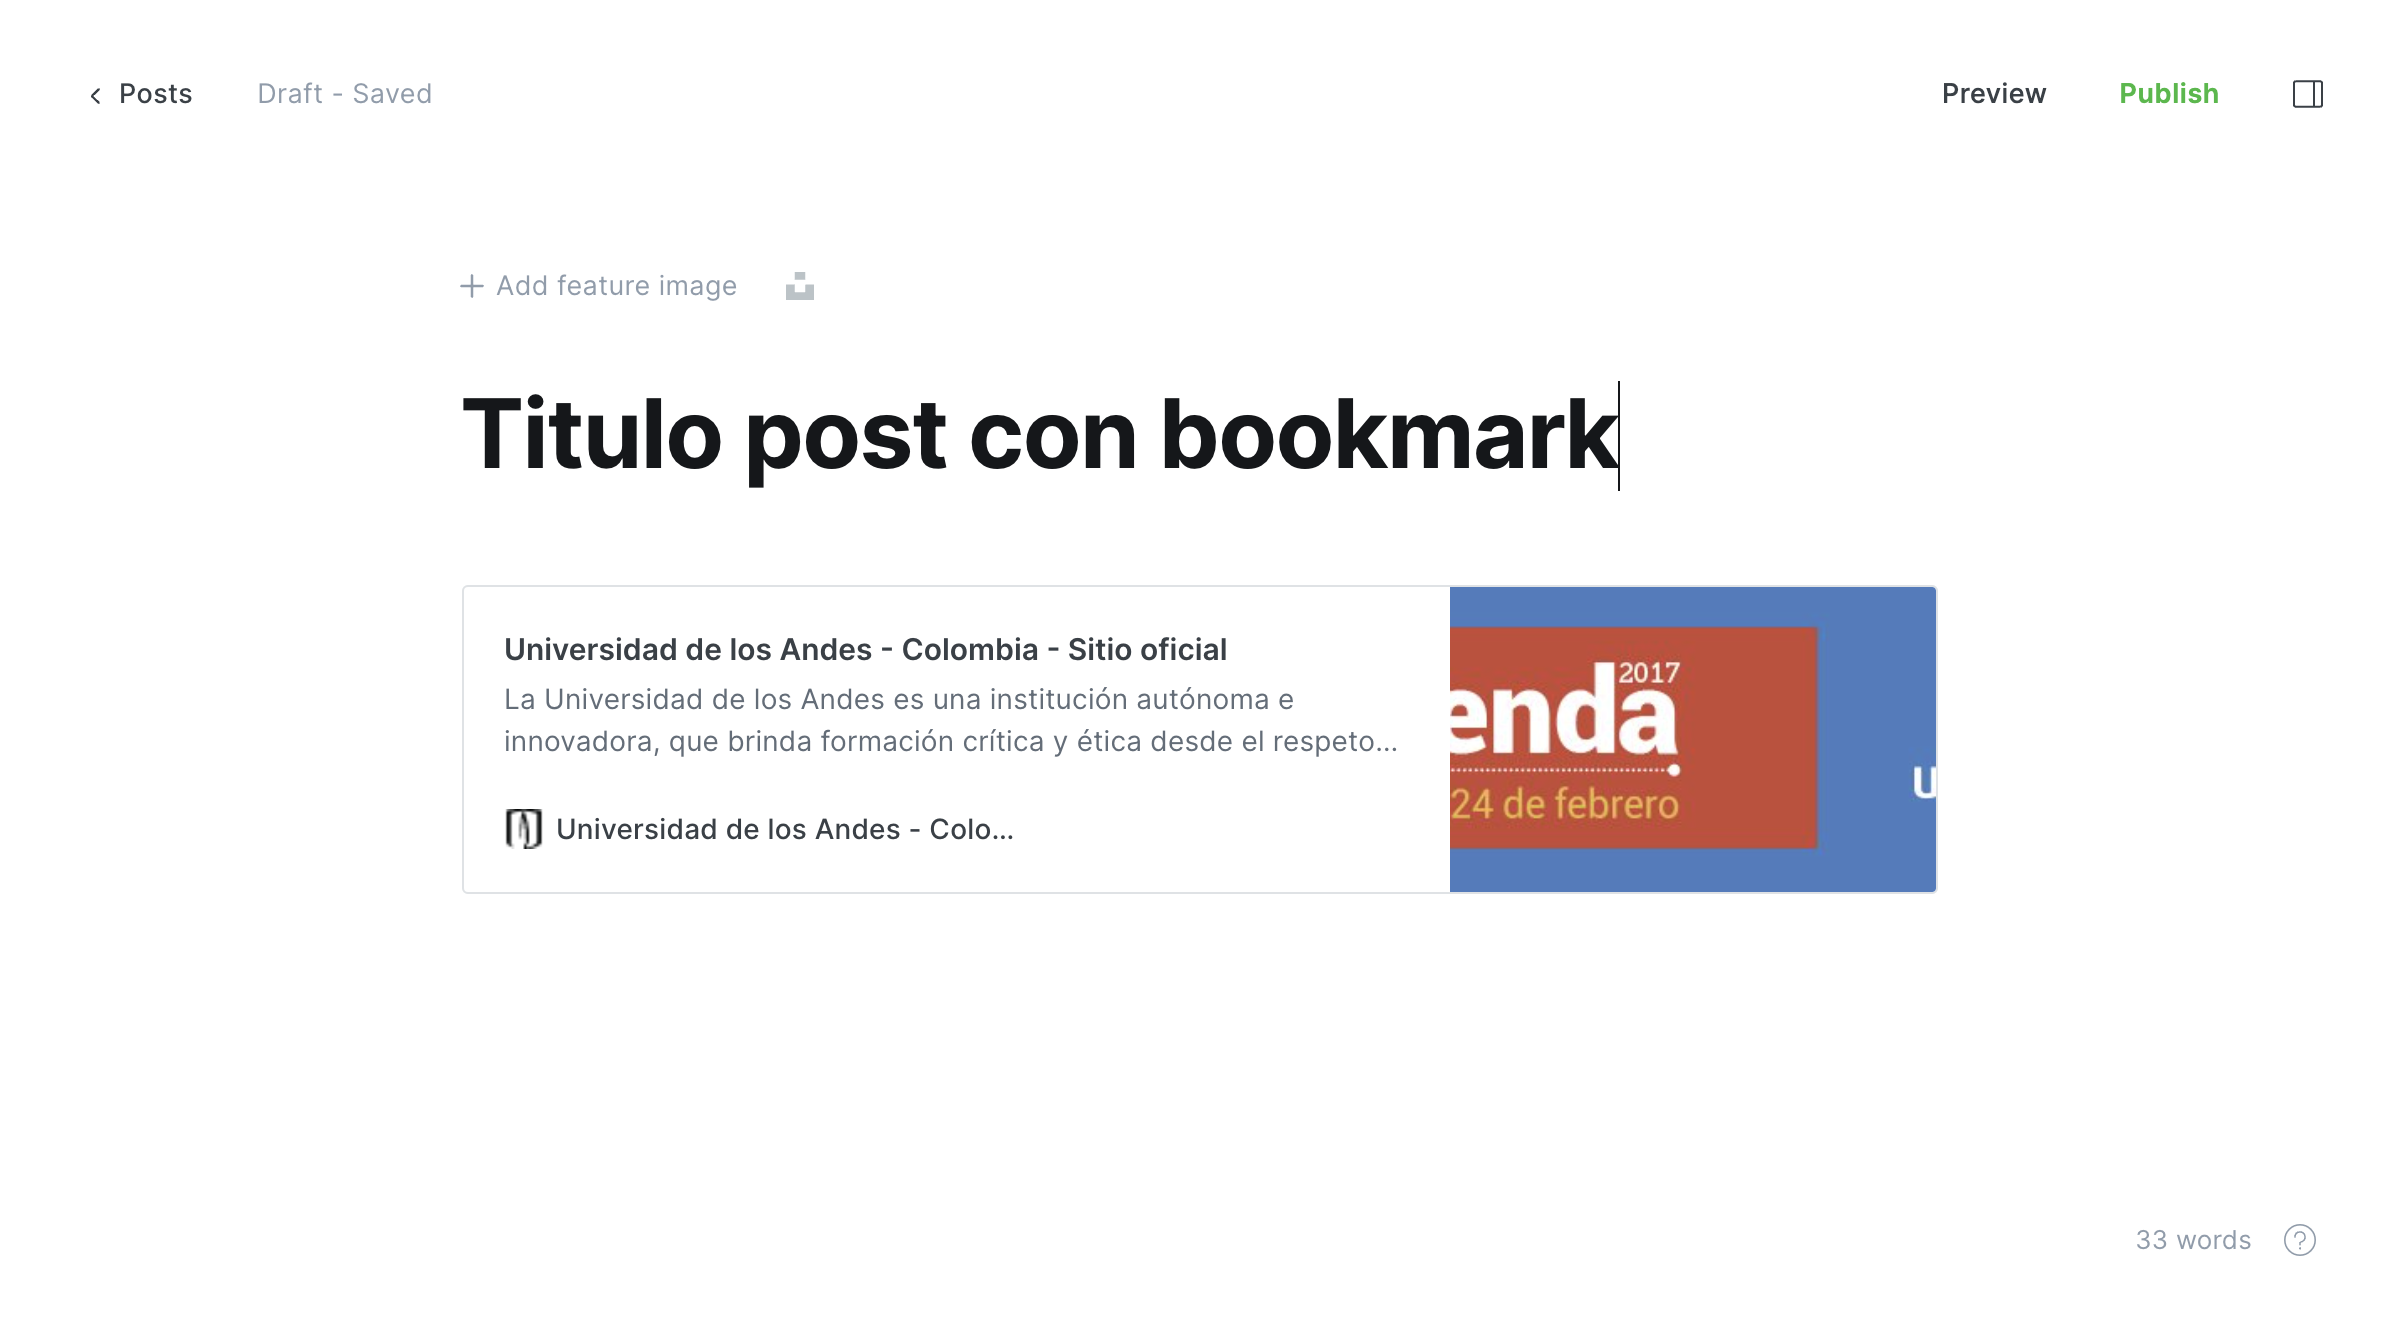 Posts
Draft - Saved
Preview
Publish
Add feature image
Titulo post con bookmark
Universidad de los Andes - Colombia - Sitio oficial
La Universidad de los Andes es una institución autónoma e
innovadora, que brinda formación crítica y ética desde el respeto...
Universidad de los Andes - Colo...
enda
2017
24 de febrero
u
33 words
?